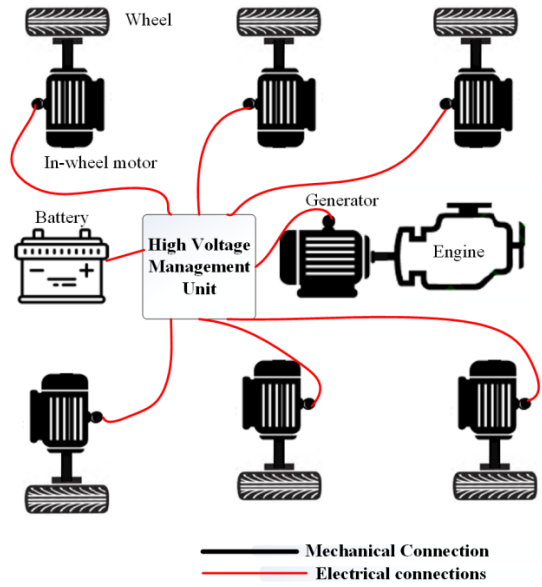 Wheel
In-wheel motor
Battery
Generator
Engine
High Voltage
Management
Unit
Mechanical Connection
Electrical connections